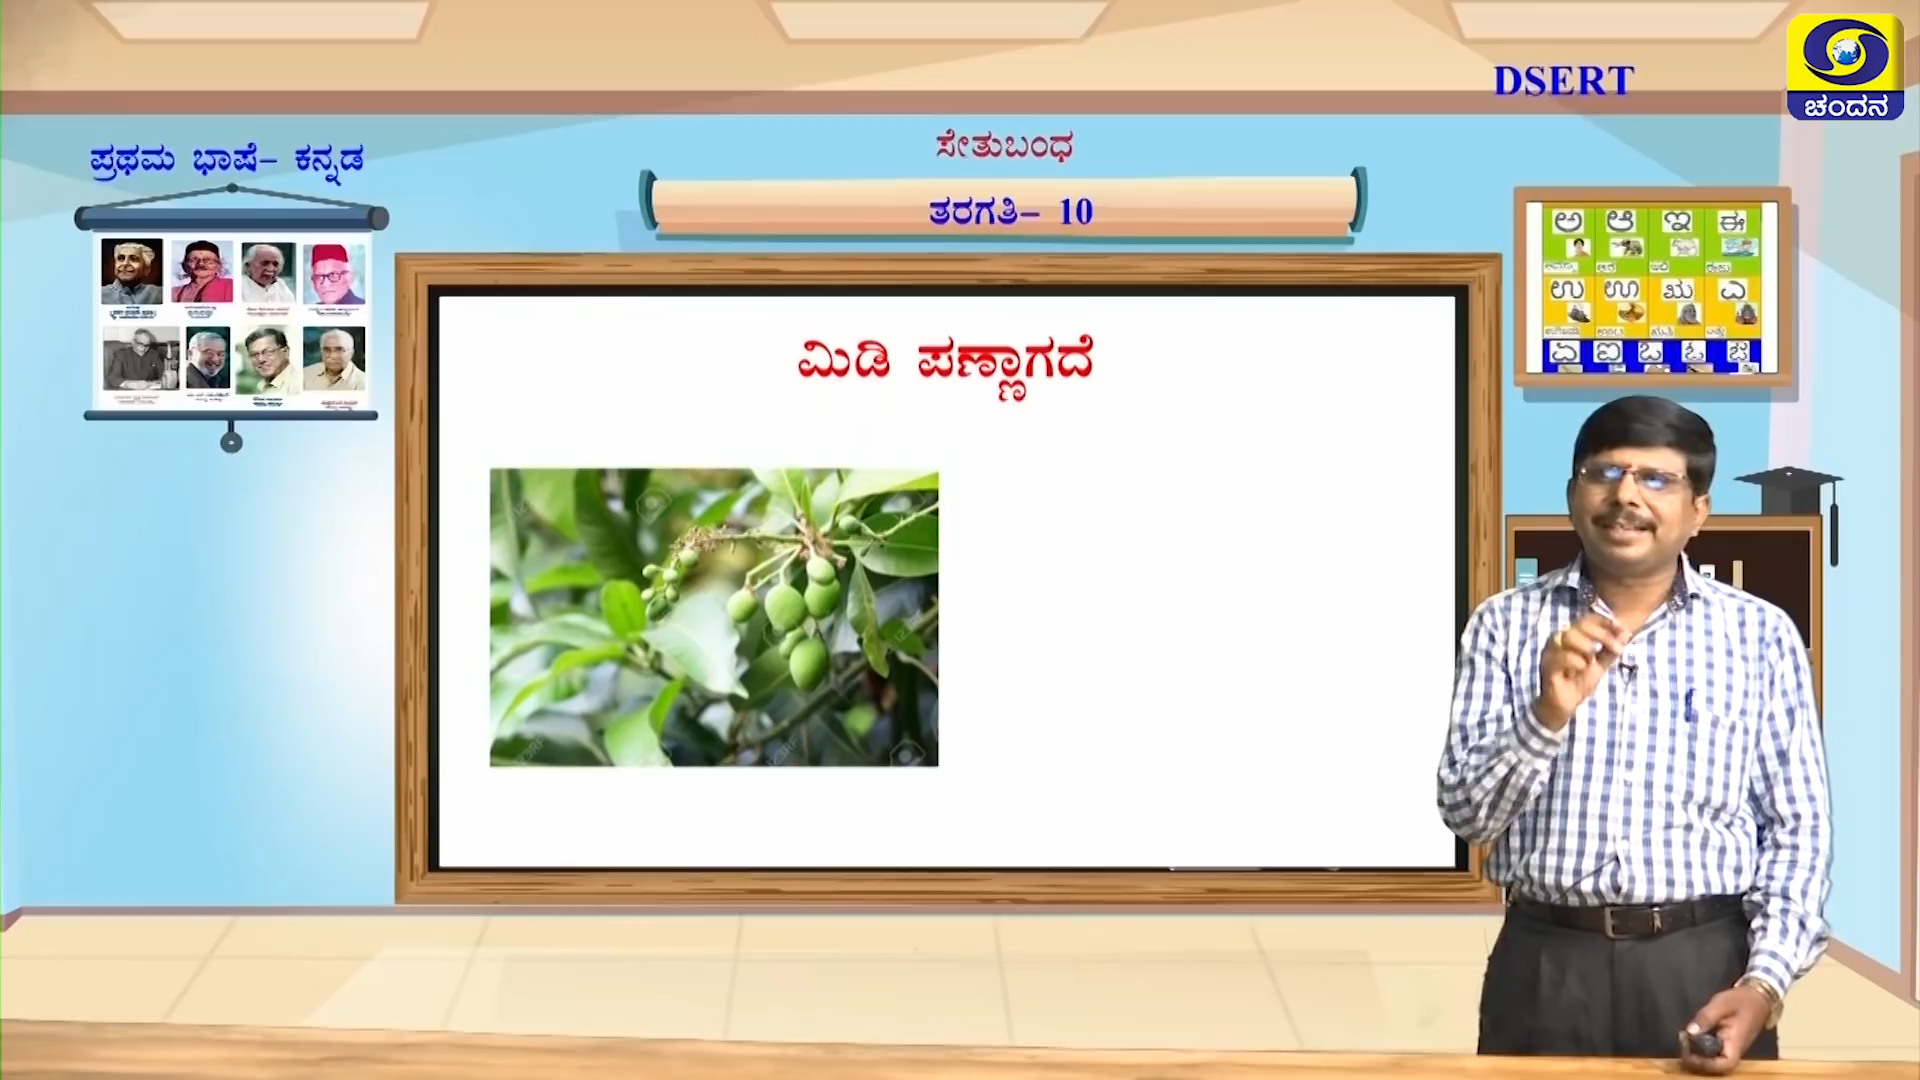 DSERT
ಚಂದನ
ಪ್ರಥಮ ಭಾಷೆ– ಕನ್ನಡ
ಸೇತುಬಂಧ
ತರಗತಿ– 10
ಮಿಡಿ ಪಣ್ಣಾಗದೆ
ಅ ಆ ಇ ಈ
ಉ ಊ ಋ ಎ
ಏ ಐ ಒ ಓ ಔ